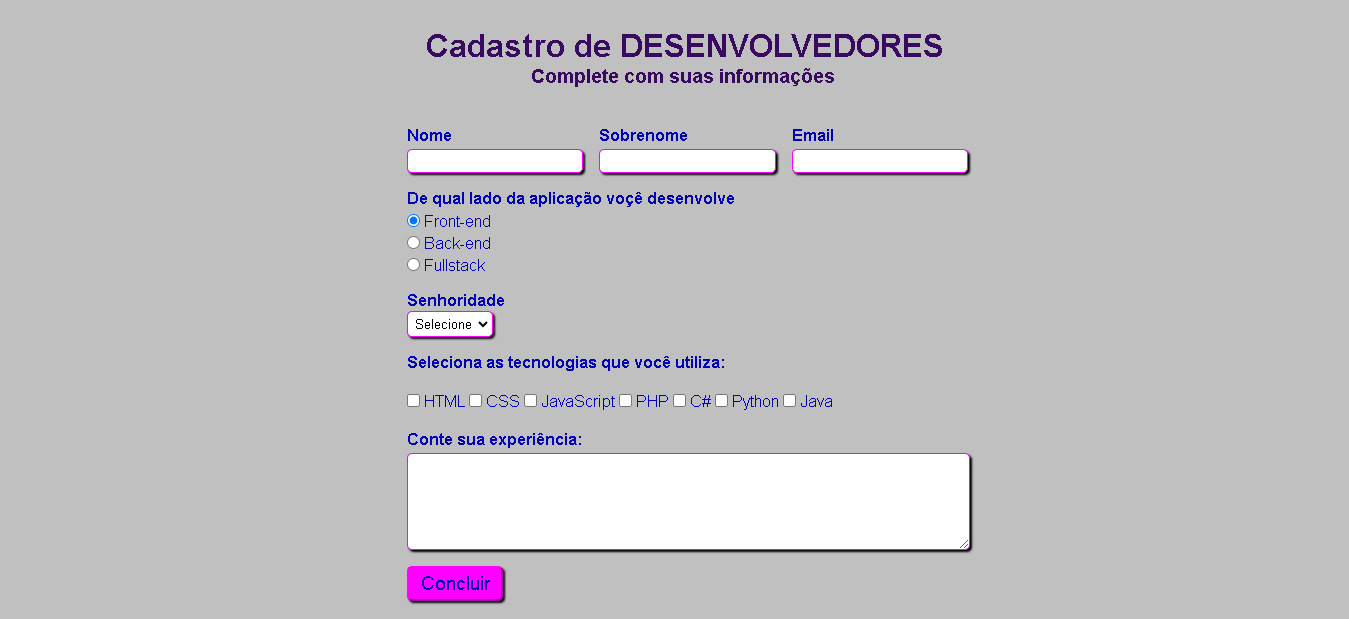 Cadastro de DESENVOLVEDORES
Complete com suas informações
Nome Sobrenome Email
De qual lado da aplicação voçê desenvolve
Front-end
Back-end
Fullstack
Senhoridade
Selecione
Seleciona as tecnologias que você utiliza:
HTML CSS JavaScript PHP C# Python Java
Conte sua experiência:
Concluir